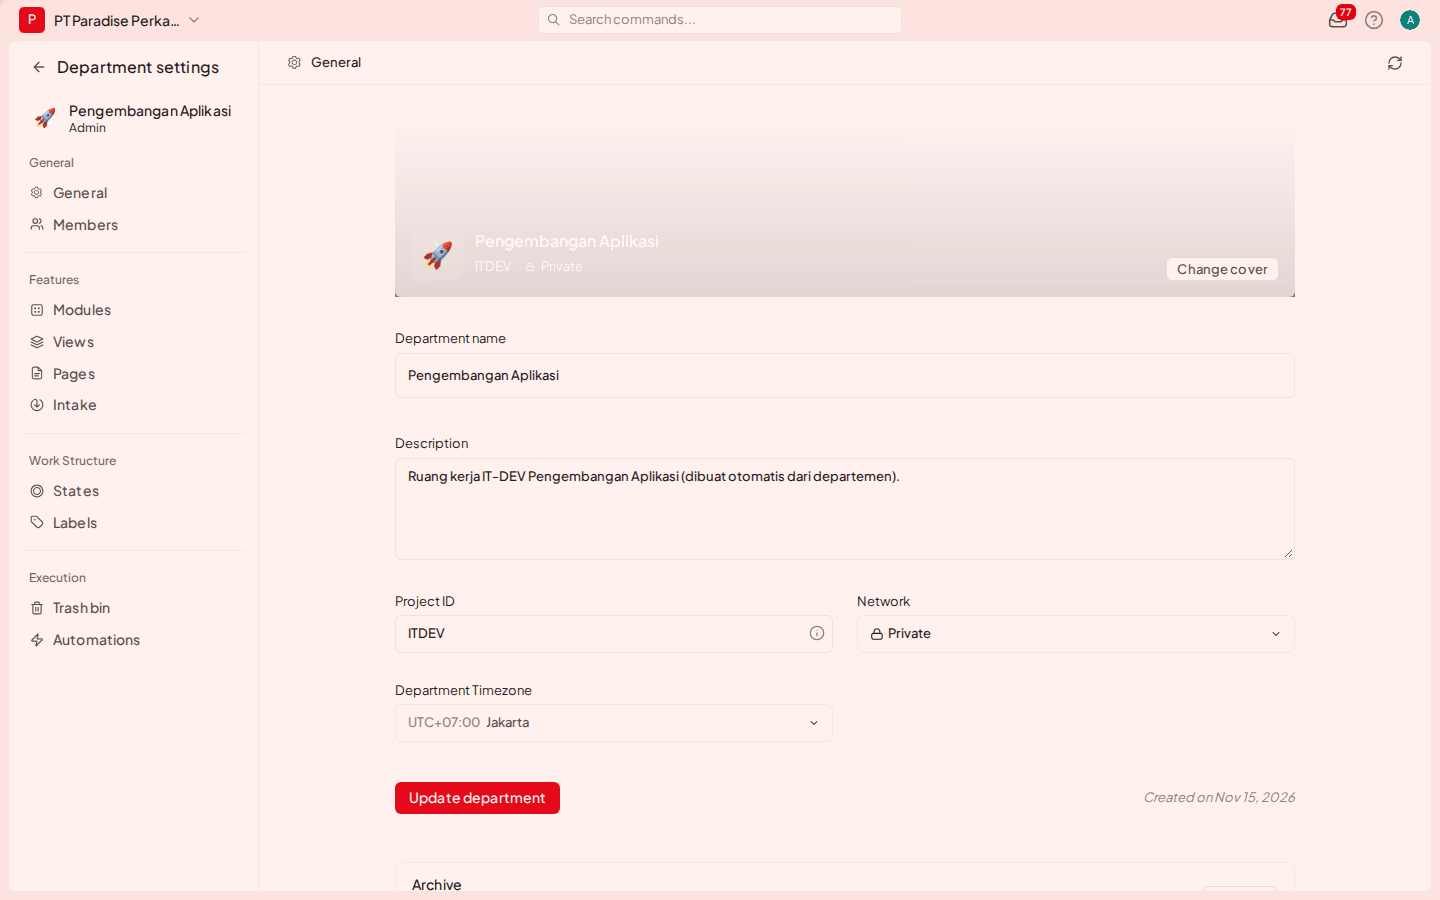 P PT Paradise Perka...
Search commands...
77
A
Department settings
Pengembangan Aplikasi
Admin
General
General
Members
Features
Modules
Views
Pages
Intake
Work Structure
States
Labels
Execution
Trash bin
Automations
General
Pengembangan Aplikasi
ITDEV. Private
Change cover
Department name
Pengembangan Aplikasi
Description
Ruang kerja IT-DEV Pengembangan Aplikasi (dibuat otomatis dari departemen).
Project ID
ITDEV
Network
Private
Department Timezone
UTC+07:00 Jakarta
Update department
Created on Nov 15, 2026
Archive